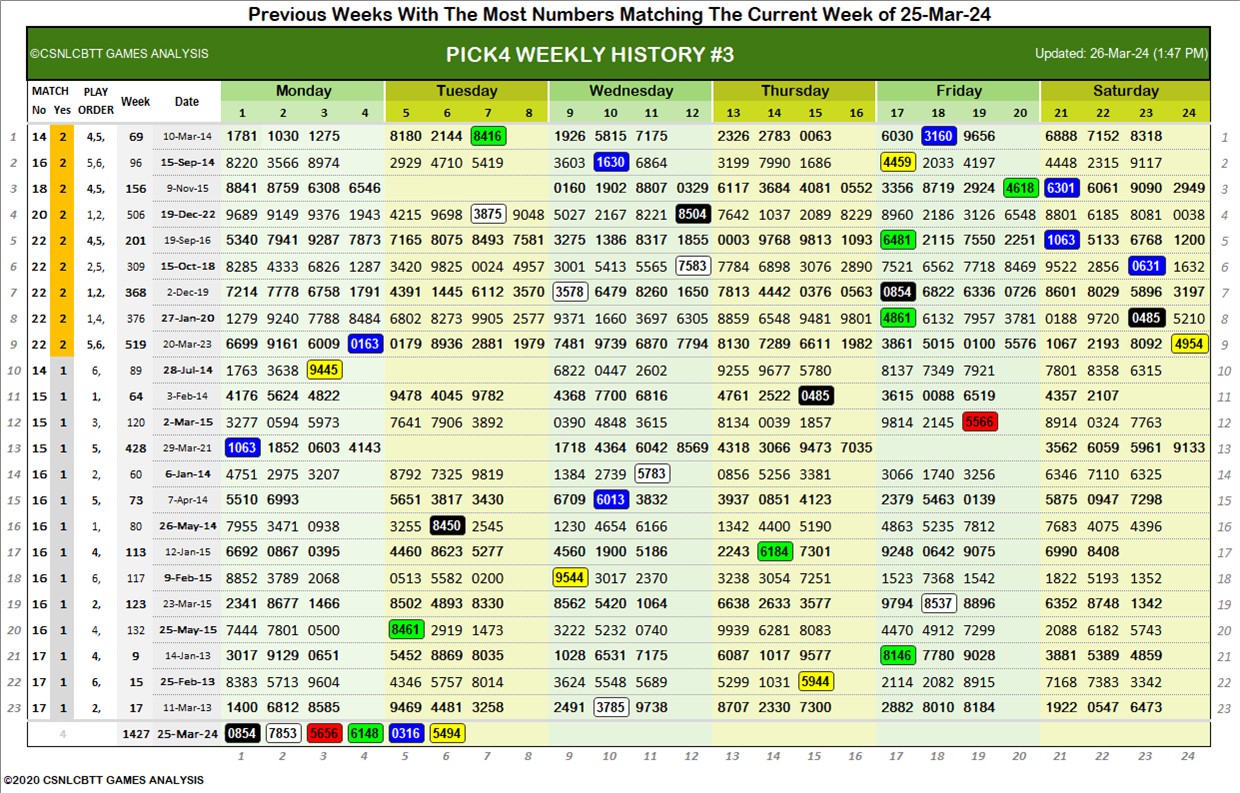 Previous Weeks With The Most Numbers Matching The Current Week of 25-Mar-24
©CSNLCBTT GAMES ANALYSIS PICK4 WEEKLY HISTORY #3 Updated: 26-Mar-24 (1:47 PM)
MATCH PLAY Week Date Monday Tuesday Wednesday Thursday Friday Saturday
No Yes ORDER 1 2 3 4 5 6 7 8 9 10 11 12 13 14 15 16 17 18 19 20 21 22 23 24
1 14 2 4,5, 69 10-Mar-14 1781 1030 1275 8180 2144 8416 1926 5815 7175 2326 2783 0063 6030 3160 9656 6888 7152 8318 1
2 16 2 5,6, 96 15-Sep-14 8220 3566 8974 2929 4710 5419 3603 1630 6864 3199 7990 1686 4459 2033 4197 4448 2315 9117 2
3 18 2 4,5, 156 9-Nov-15 8841 8759 6308 6546 0160 1902 8807 0329 6117 3684 4081 0552 3356 8719 2924 4618 6301 6061 9090 2949 3
4 20 2 1,2, 506 19-Dec-22 9689 9149 9376 1943 4215 9698 3875 9048 5027 2167 8221 8504 7642 1037 2089 8229 8960 2186 3126 6548 8801 6185 8081 0038 4
5 22 2 4,5, 201 19-Sep-16 5340 7941 9287 7873 7165 8075 8493 7581 3275 1386 8317 1855 0003 9768 9813 1093 6481 2115 7550 2251 1063 5133 6768 1200 5
6 22 2 2,5, 309 15-Oct-18 8285 4333 6826 1287 3420 9825 0024 4957 3001 5413 5565 7583 7784 6898 3076 2890 7521 6562 7718 8469 9522 2856 0631 1632 6
7 22 2 1,2, 368 2-Dec-19 7214 7778 6758 1791 4391 1445 6112 3570 3578 6479 8260 1650 7813 4442 0376 0563 0854 6822 6336 0726 8601 8029 5896 3197 7
8 22 2 1,4, 376 27-Jan-20 1279 9240 7788 8484 6802 8273 9905 2577 9371 1660 3697 6305 8859 6548 9481 9801 4861 6132 7957 3781 0188 9720 0485 5210 8
9 22 2 5,6, 519 20-Mar-23 6699 9161 6009 0163 0179 8936 2881 1979 7481 9739 6870 7794 8130 7289 6611 1982 3861 5015 0100 5576 1067 2193 8092 4954 9
10 14 1 6, 89 28-Jul-14 1763 3638 9445 6822 0447 2602 9255 9677 5780 8137 7349 7921 7801 8358 6315 10
11 15 1 1, 64 3-Feb-14 4176 5624 4822 9478 4045 9782 4368 7700 6816 4761 2522 0485 3615 0088 6519 4357 2107 11
12 15 1 3, 120 2-Mar-15 3277 0594 5973 7641 7906 3892 0390 4848 3615 8134 0039 1857 9814 2145 5566 8914 0324 7763 12
13 15 1 5, 428 29-Mar-21 1063 1852 0603 4143 1718 4364 6042 8569 4318 3066 9473 7035 3562 6059 5961 9133 13
14 16 1 2, 60 6-Jan-14 4751 2975 3207 8792 7325 9819 1384 2739 5783 0856 5256 3381 3066 1740 3256 6346 7110 6325 14
15 16 1 5, 73 7-Apr-14 5510 6993 5651 3817 3430 6709 6013 3832 3937 0851 4123 2379 5463 0139 5875 0947 7298 15
16 16 1 1, 80 26-May-14 7955 3471 0938 3255 8450 2545 1230 4654 6166 1342 4400 5190 4863 5235 7812 7683 4075 4396 16
17 16 1 4, 113 12-Jan-15 6692 0867 0395 4460 8623 5277 4560 1900 5186 2243 6184 7301 9248 0642 9075 6990 8408 17
18 16 1 6, 117 9-Feb-15 8852 3789 2068 0513 5582 0200 9544 3017 2370 3238 3054 7251 1523 7368 1542 1822 5193 1352 18
19 16 1 2, 123 23-Mar-15 2341 8677 1466 8502 4893 8330 8562 5420 1064 6638 2633 3577 9794 8537 8896 6352 8748 1342 19
20 16 1 4, 132 25-May-15 7444 7801 0500 8461 2919 1473 3222 5232 0740 9939 6281 8083 4470 4912 7299 2088 6182 5743 20
21 17 1 4, 9 14-Jan-13 3017 9129 0651 5452 8869 8035 1028 6531 7175 6087 1017 9577 8146 7780 9028 3881 5389 4859 21
22 17 1 6, 15 25-Feb-13 8383 5713 9604 4346 5757 8014 3624 5548 5689 5299 1031 5944 2114 2082 8915 7168 7383 3342 22
23 17 1 2, 17 11-Mar-13 1400 6812 8585 9469 4481 3258 2491 3785 9738 8707 2330 7300 2882 8010 8184 1922 0547 6473 23
4 1427 25-Mar-24 0854 7853 5656 6148 0316 5494
1 2 3 4 5 6 7 8 9 10 11 12 13 14 15 16 17 18 19 20 21 22 23 24
©2020 CSNLCBTT GAMES ANALYSIS